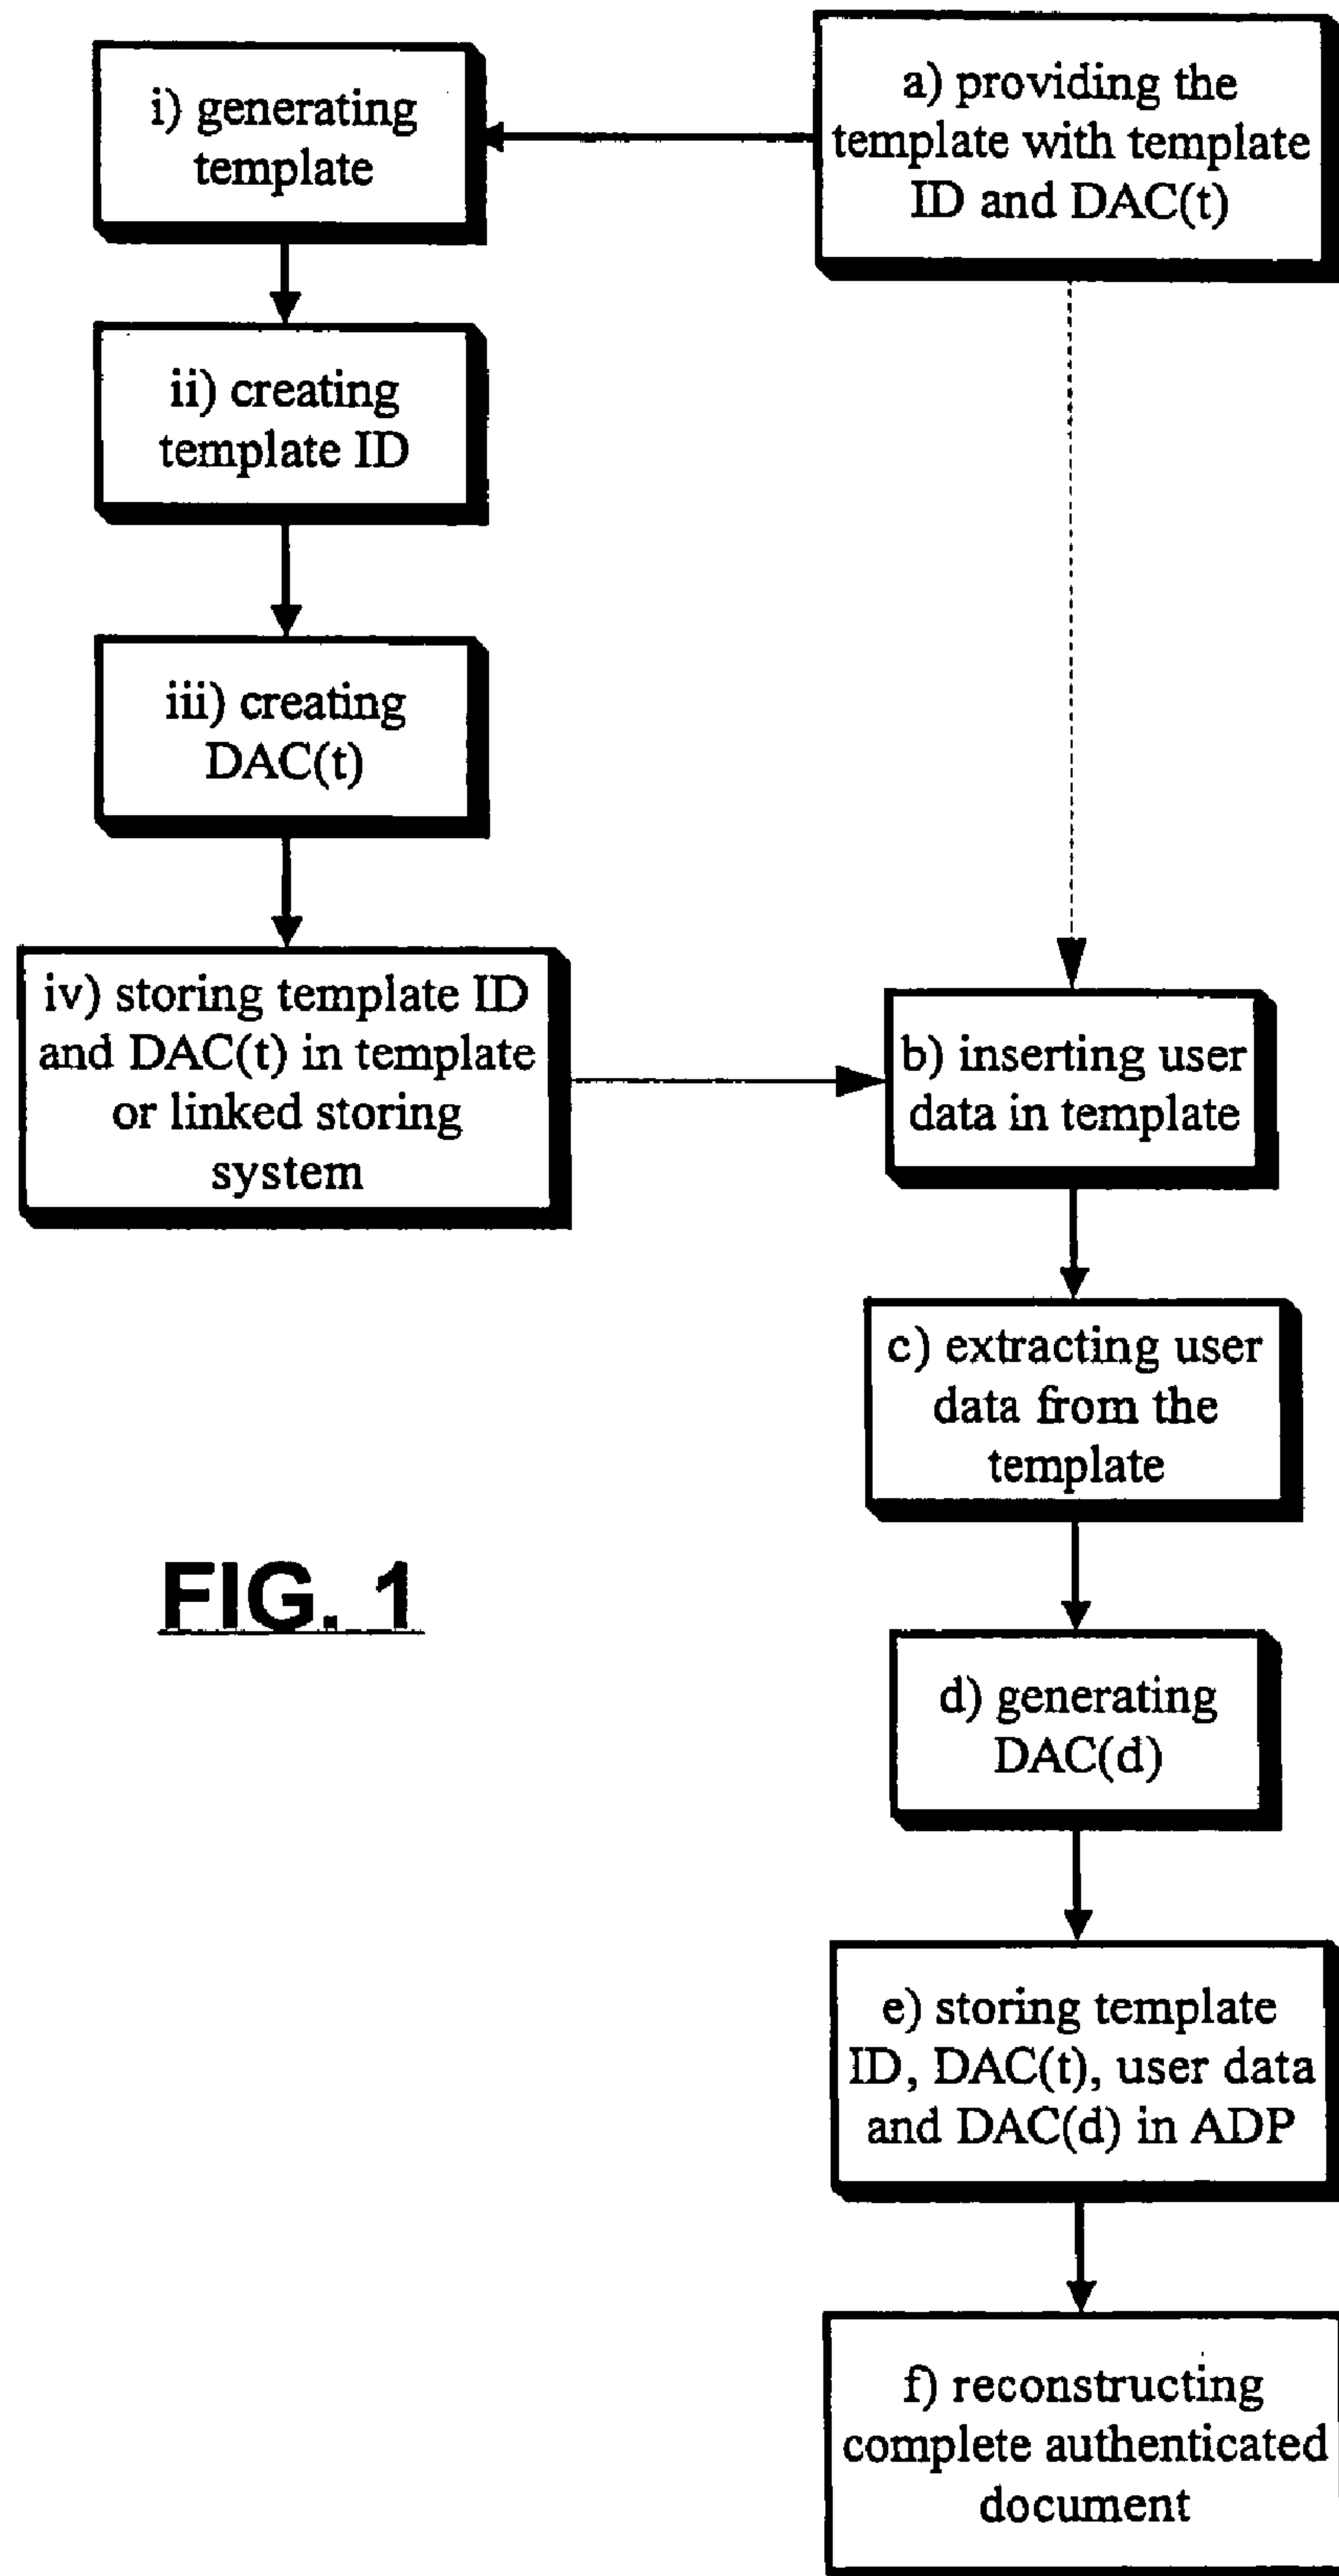 i) generating
template
a) providing the
template with template
ID and DAC(t)
ii) creating
template ID
iii) creating
DAC(t)
iv) storing template ID
and DAC(t) in template
or linked storing
system
b) inserting user
data in template
c) extracting user
data from the
template
d) generating
DAC(d)
e) storing template
ID, DAC(t), user data
and DAC(d) in ADP
f) reconstructing
complete authenticated
document
FIG. 1